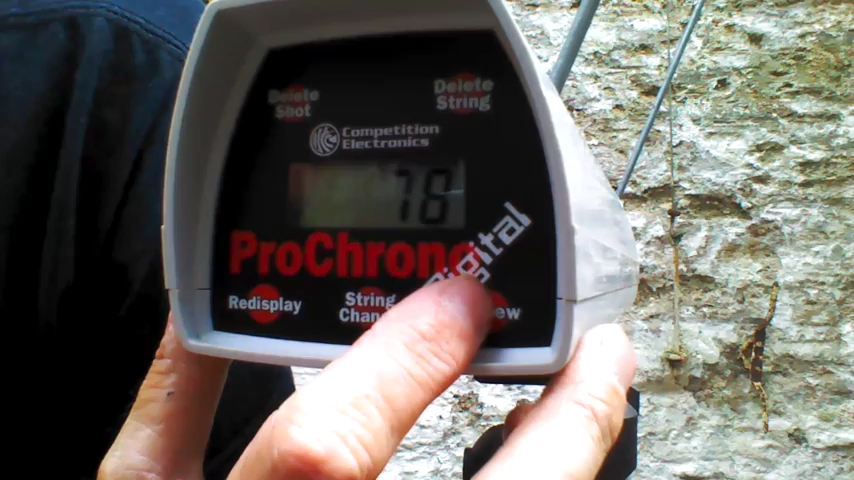 Delete
Shot
Delete
String
Competition
Electronics
78
ProChrono
Digital
Redisplay
String